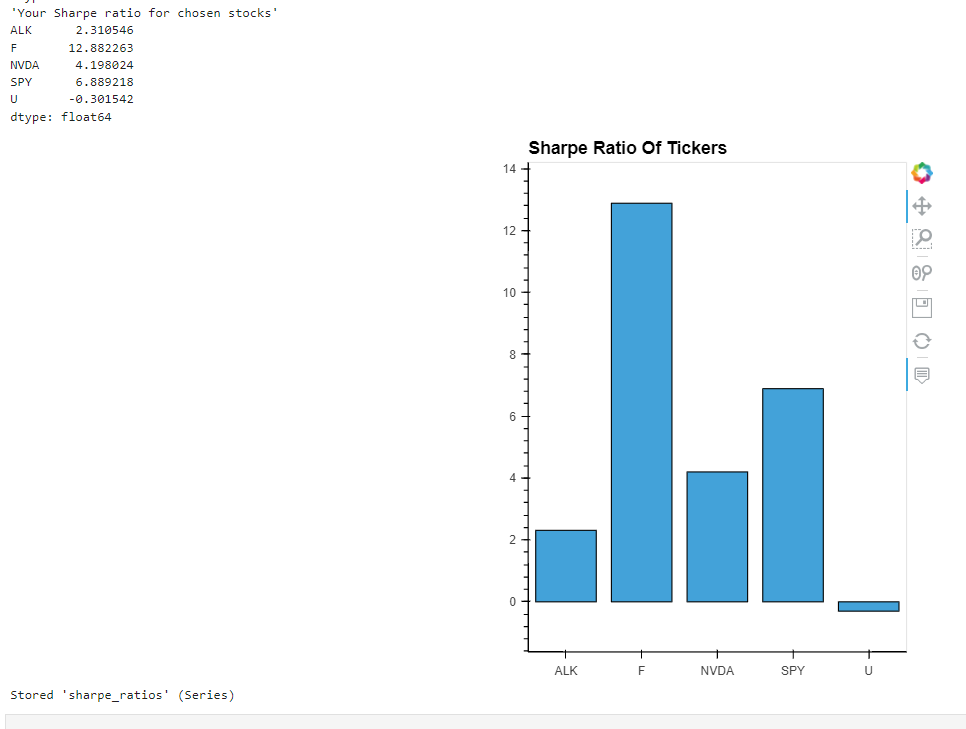 'Your Sharpe ratio for chosen stocks'
ALK 2.310546
F 12.882263
NVDA 4.198024
SPY 6.889218
U -0.301542
dtype: float64
Sharpe Ratio Of Tickers
14
12
10
8
6
4
2
0
ALK F NVDA SPY U
Stored 'sharpe_ratios' (Series)